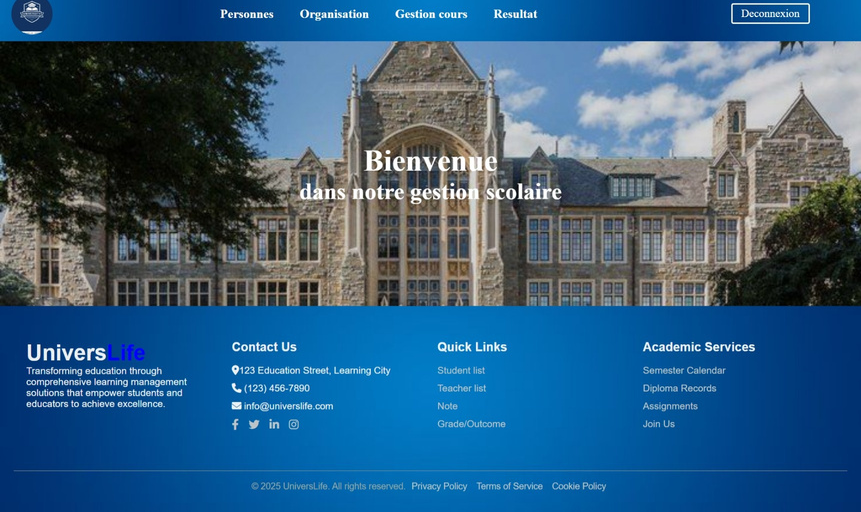 Personnes Organisation Gestion cours Resultat Deconnexion
Bienvenue
dans notre gestion scolaire
UniversLife
Transforming education through
comprehensive learning management
solutions that empower students and
educators to achieve excellence.
Contact Us
123 Education Street, Learning City
(123) 456-7890
info@universlife.com
Quick Links
Student list
Teacher list
Note
Grade/Outcome
Academic Services
Semester Calendar
Diploma Records
Assignments
Join Us
© 2025 UniversLife. All rights reserved. Privacy Policy Terms of Service Cookie Policy